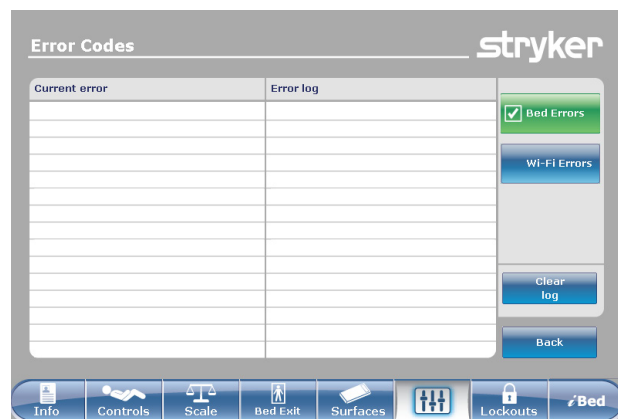 Error Codes
stryker
Current error
Error log
Bed Errors
Wi-Fi Errors
Clear
log
Back
Info
Controls
Scale
Bed Exit
Surfaces
Lockouts
iBed